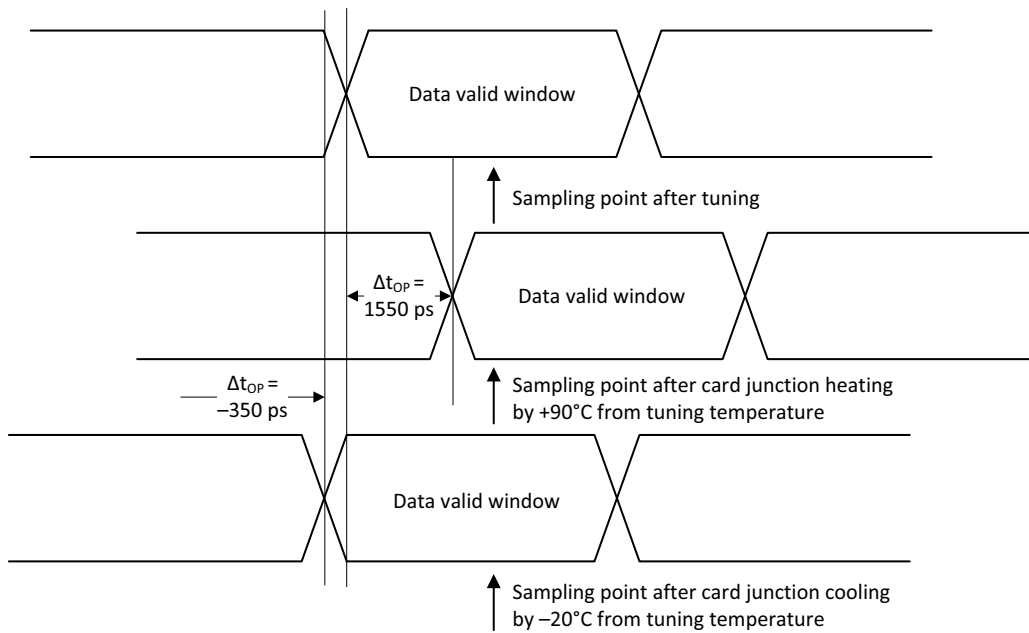 Data valid window
Sampling point after tuning
Δt_OP =
1550 ps
Data valid window
Δt_OP =
–350 ps
Sampling point after card junction heating
by +90°C from tuning temperature
Data valid window
Sampling point after card junction cooling
by –20°C from tuning temperature